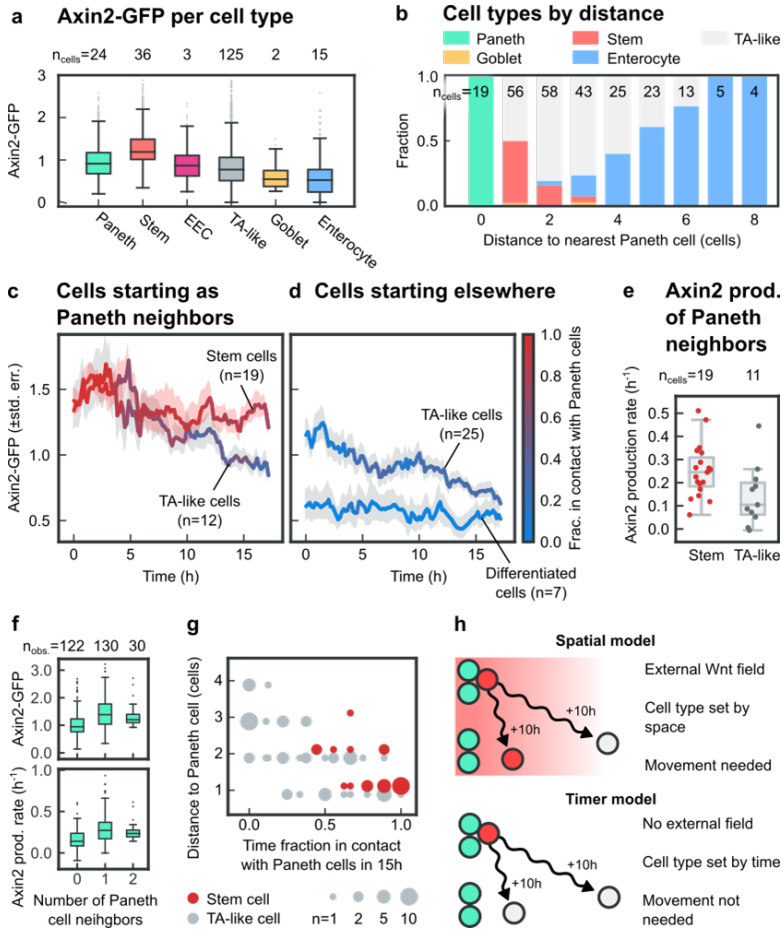 a Axin2-GFP per cell type
n_cells=24 36 3 125 2 15
Axin2-GFP
3
2
1
0
Paneth
Stem
EEC
TA-like
Goblet
Enterocyte
b Cell types by distance
Paneth Stem TA-like
Goblet Enterocyte
n_cells=19 56 58 43 25 23 13 5 4
Fraction
1.0
0.5
0.0
0 2 4 6 8
Distance to nearest Paneth cell (cells)
c Cells starting as
Paneth neighbors
Axin2-GFP (±std. err.)
1.5
1.0
0.5
Stem cells
(n=19)
TA-like cells
(n=12)
0 5 10 15
Time (h)
d Cells starting elsewhere
TA-like cells
(n=25)
Differentiated
cells (n=7)
0 5 10 15
Time (h)
1.0
0.8
0.6
0.4
0.2
0.0
Frac. in contact with Paneth cells
e Axin2 prod.
of Paneth
neighbors
n_cells=19 11
Axin2 production rate (h⁻¹)
0.5
0.4
0.3
0.2
0.1
0.0
Stem TA-like
f
n_obs.=122 130 30
Axin2-GFP
3.0
2.0
1.0
0.0
Axin2 prod. rate (h⁻¹)
1.0
0.5
0.0
0 1 2
Number of Paneth
cell neihgbors
g
Distance to Paneth cell (cells)
4
3
2
1
0.0 0.5 1.0
Time fraction in contact
with Paneth cells in 15h
Stem cell
TA-like cell
n=1 2 5 10
h
Spatial model
+10h
+10h
External Wnt field
Cell type set by
space
Movement needed
Timer model
+10h
+10h
No external field
Cell type set by time
Movement not
needed